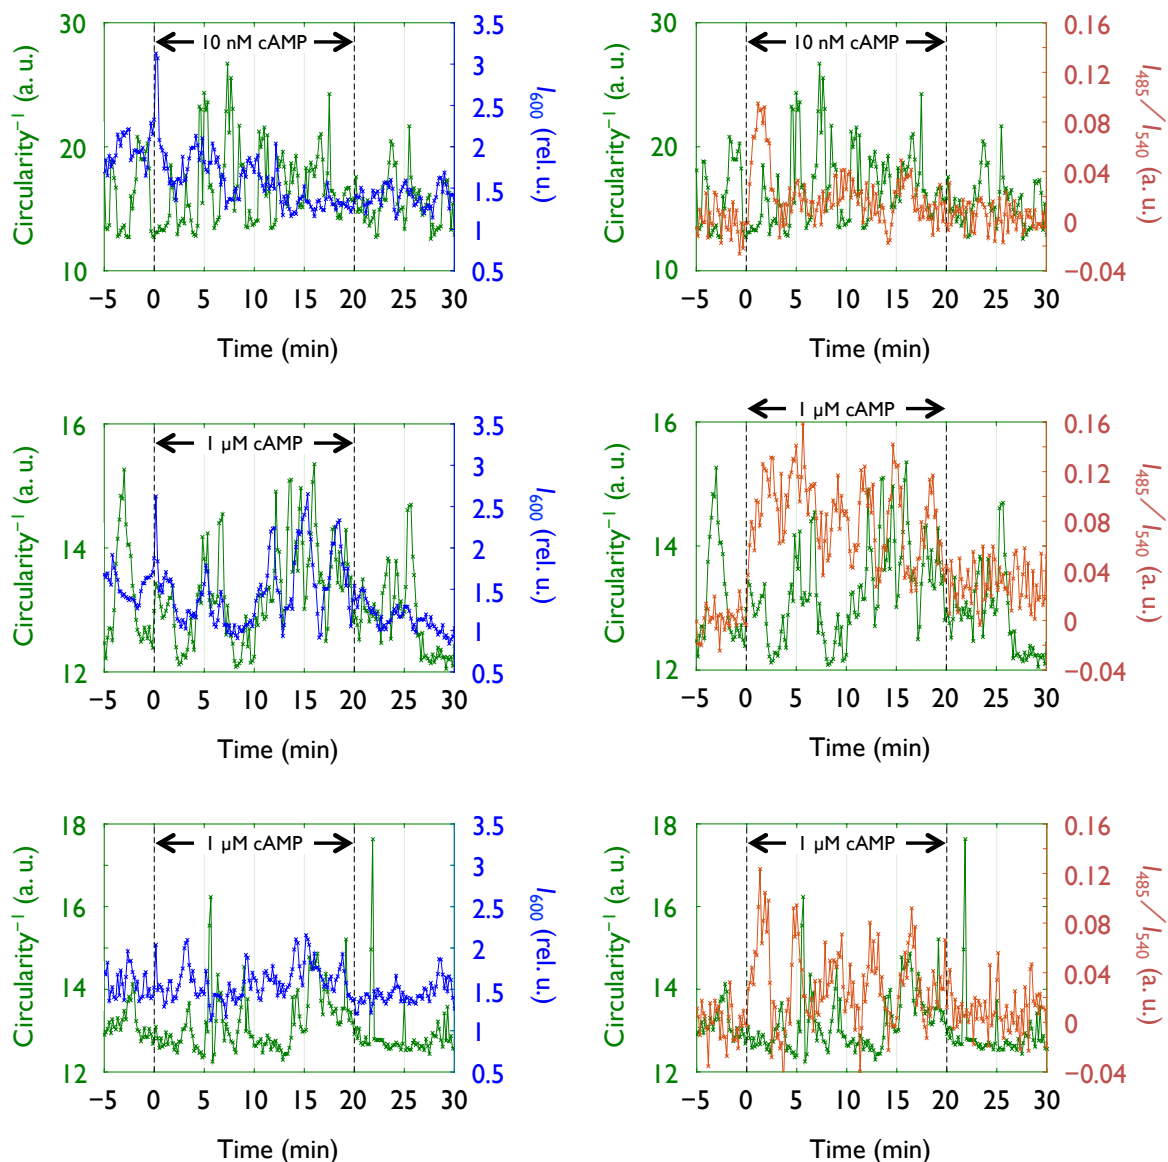 30 20 10
Circularity⁻¹ (a. u.)
10 nM cAMP
3.5 3 2.5 2 1.5 1 0.5
I600 (rel. u.)
−5 0 5 10 15 20 25 30
Time (min)
30 20 10
Circularity⁻¹ (a. u.)
10 nM cAMP
0.16 0.12 0.08 0.04 0 −0.04
I485/I540 (a. u.)
−5 0 5 10 15 20 25 30
Time (min)
16 14 12
Circularity⁻¹ (a. u.)
1 μM cAMP
3.5 3 2.5 2 1.5 1 0.5
I600 (rel. u.)
−5 0 5 10 15 20 25 30
Time (min)
16 14 12
Circularity⁻¹ (a. u.)
1 μM cAMP
0.16 0.12 0.08 0.04 0 −0.04
I485/I540 (a. u.)
−5 0 5 10 15 20 25 30
Time (min)
18 16 14 12
Circularity⁻¹ (a. u.)
1 μM cAMP
3.5 3 2.5 2 1.5 1 0.5
I600 (rel. u.)
−5 0 5 10 15 20 25 30
Time (min)
18 16 14 12
Circularity⁻¹ (a. u.)
1 μM cAMP
0.16 0.12 0.08 0.04 0 −0.04
I485/I540 (a. u.)
−5 0 5 10 15 20 25 30
Time (min)